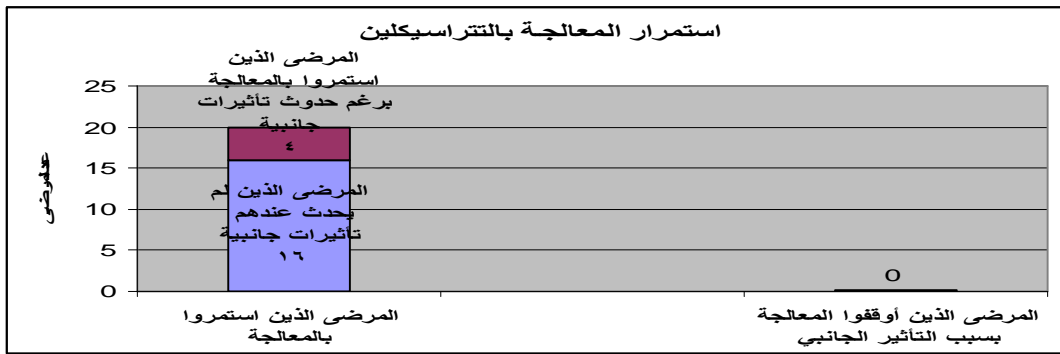 استمرار المعالجة بالتتراسيكلين
المرضى الذين
استمروا بالمعالجة
برغم حدوث تأثيرات
جانبية
٤
المرضى الذين لم
يحدث عندهم
تأثيرات جانبية
١٦
25
20
15
10
5
0
0
المرضى الذين استمروا
بالمعالجة
المرضى الذين أوقفوا المعالجة
بسبب التأثير الجانبي